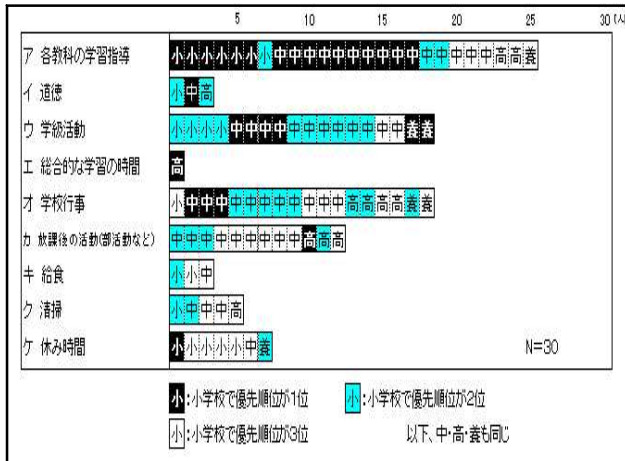 5 10 15 20 25 30 (人)
ア 各教科の学習指導 小小小小小小小中中中中中中中中中中中中中中中高高養
イ 道徳 小中高
ウ 学級活動 小小小小中中中中中中中中中中中中養養
エ 総合的な学習の時間 高
オ 学校行事 小中中中中中中中中中中中高高高高養養
カ 放課後の活動(部活動など) 中中中中中中中中中高高高
キ 給食 小小中
ク 清掃 小中中中高
ケ 休み時間 小小小小小中養
N=30
小:小学校で優先順位が1位 小:小学校で優先順位が2位
小:小学校で優先順位が3位 以下、中・高・養も同じ